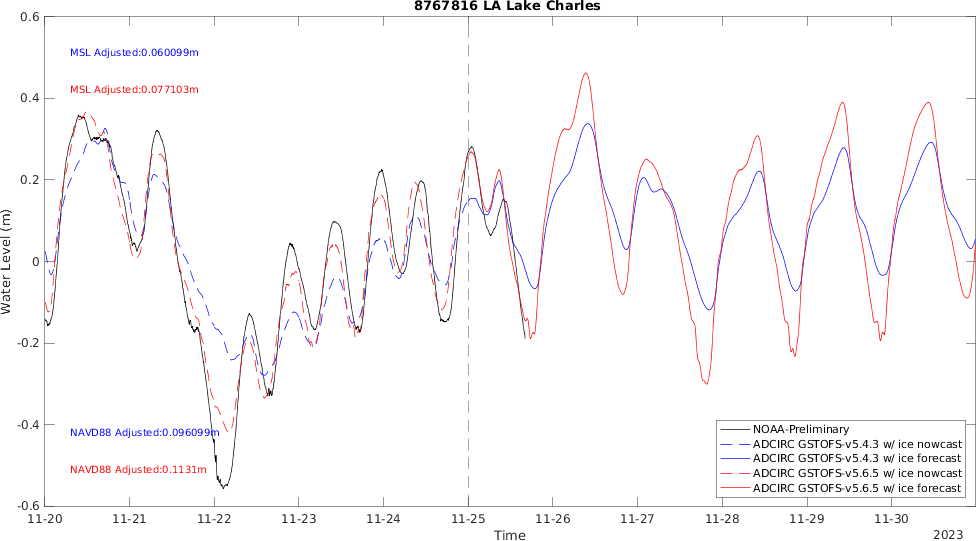 8767816 LA Lake Charles
0.6
MSL Adjusted:0.060099m
0.4
MSL Adjusted:0.077103m
0.2
Water Level (m)
0
-0.2
-0.4
NAVD88 Adjusted:0.096099m
NAVD88 Adjusted:0.1131m
-0.6
NOAA-Preliminary
ADCIRC GSTOFS-v5.4.3 w/ ice nowcast
ADCIRC GSTOFS-v5.4.3 w/ ice forecast
ADCIRC GSTOFS-v5.6.5 w/ ice nowcast
ADCIRC GSTOFS-v5.6.5 w/ ice forecast
11-20 11-21 11-22 11-23 11-24 11-25 11-26 11-27 11-28 11-29 11-30
Time
2023